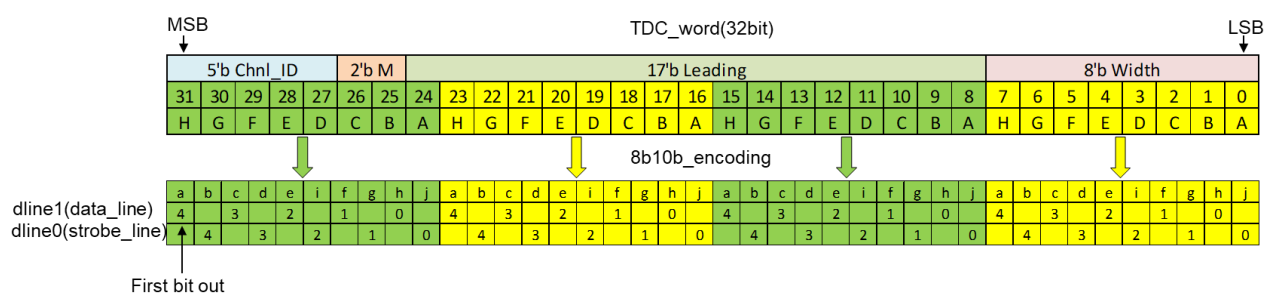 MSB TDC_word(32bit) LSB
5'b Chnl_ID 2'b M 17'b Leading 8'b Width
31 30 29 28 27 26 25 24 23 22 21 20 19 18 17 16 15 14 13 12 11 10 9 8 7 6 5 4 3 2 1 0
H G F E D C B A H G F E D C B A H G F E D C B A H G F E D C B A
8b10b_encoding
a b c d e i f g h j a b c d e i f g h j a b c d e i f g h j a b c d e i f g h j
dline1(data_line) 4 3 2 1 0 4 3 2 1 0 4 3 2 1 0 4 3 2 1 0
dline0(strobe_line) 4 3 2 1 0 4 3 2 1 0 4 3 2 1 0 4 3 2 1 0
First bit out